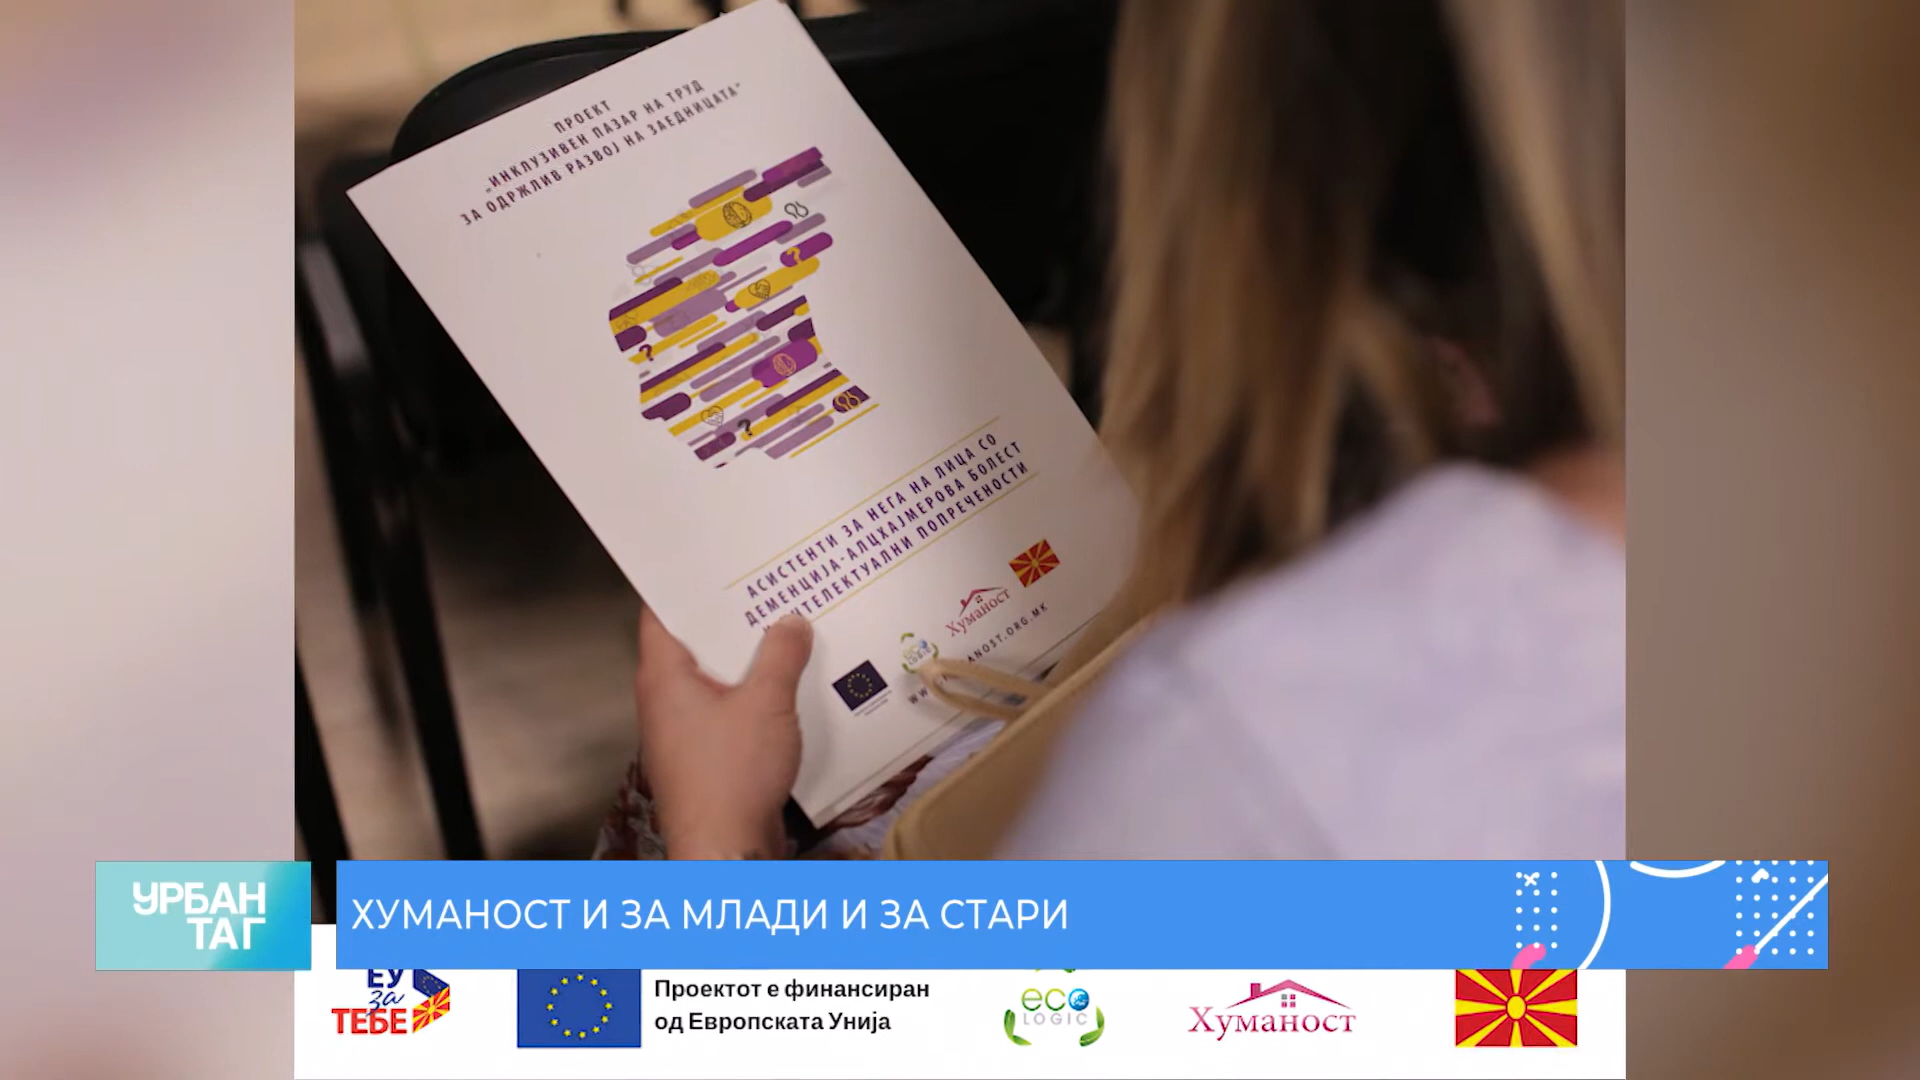 ПРОЕКТ
„ИНКЛУЗИВЕН ПАЗАР НА ТРУД
ЗА ОДРЖЛИВ РАЗВОЈ НА ЗАЕДНИЦАТА“
АСИСТЕНТИ ЗА НЕГА НА ЛИЦА СО
ДЕМЕНЦИЈА-АЛЦХАЈМЕРОВА БОЛЕСТ
ПОПРЕЧЕНОСТИ
eco
LOGIC
Хуманост
УРБАН
ТАГ
ХУМАНОСТ И ЗА МЛАДИ И ЗА СТАРИ
ЕУ
за
ТЕБЕ
Проектот е финансиран
од Европската Унија
eco
LOGIC
Хуманост